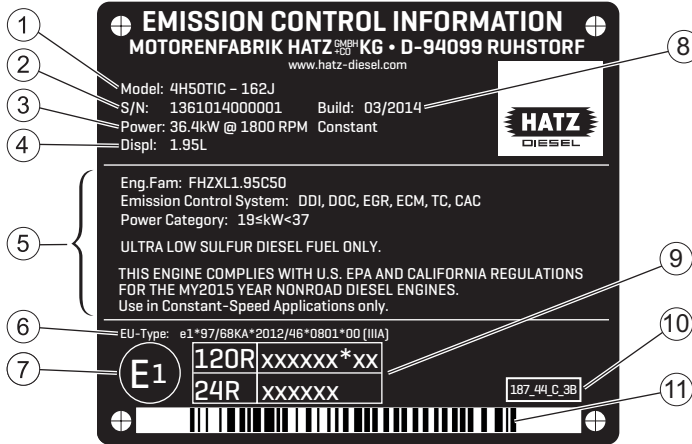 EMISSION CONTROL INFORMATION
MOTORENFABRIK HATZ GMBH +CO KG • D-94099 RUHSTORF
www.hatz-diesel.com
1
2
3
4
8
Model: 4H50TIC – 162J
S/N: 1361014000001 Build: 03/2014
Power: 36.4kW @ 1800 RPM Constant
Displ: 1.95L
HATZ
DIESEL
5
Eng.Fam: FHZXL1.95C50
Emission Control System: DDI, DOC, EGR, ECM, TC, CAC
Power Category: 19≤kW<37
ULTRA LOW SULFUR DIESEL FUEL ONLY.
THIS ENGINE COMPLIES WITH U.S. EPA AND CALIFORNIA REGULATIONS
FOR THE MY2015 YEAR NONROAD DIESEL ENGINES.
Use in Constant-Speed Applications only.
9
6
EU-Type: e1*97/68KA*2012/46*0801*00 (IIIA)
10
7
E1
120R xxxxxx*xx
24R xxxxxx
187_44_C_3B
11